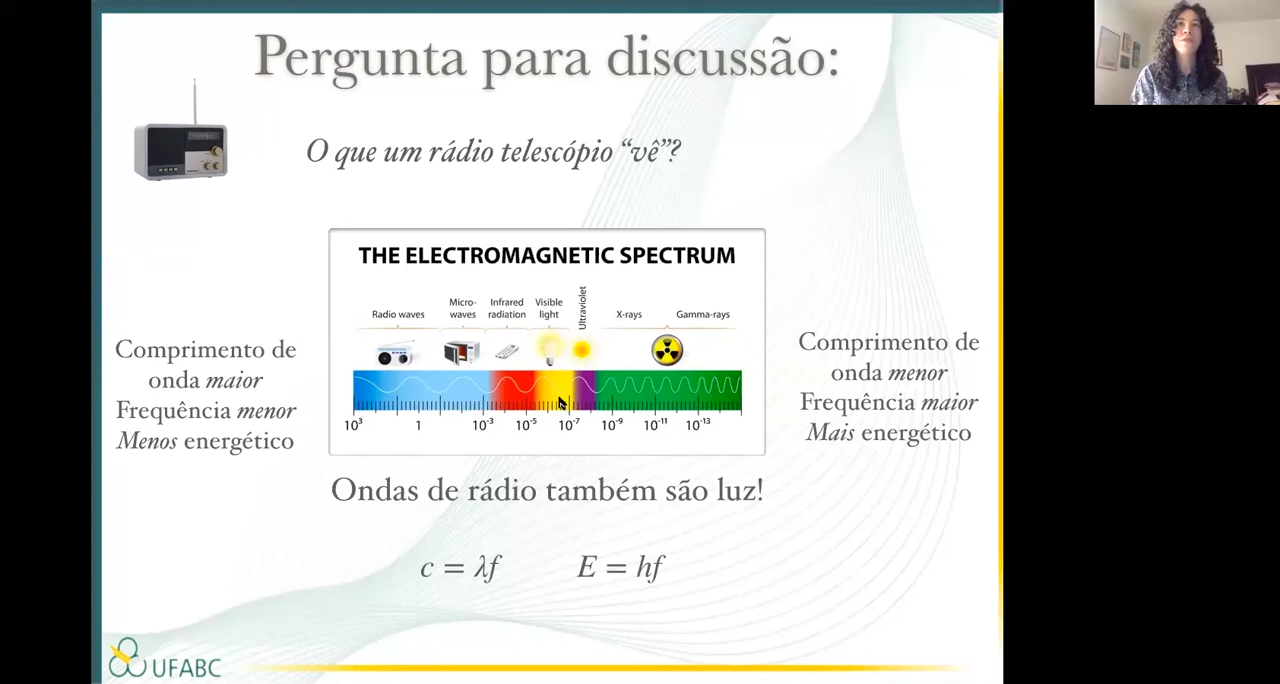 Pergunta para discussão:
O que um rádio telescópio “vê”?
THE ELECTROMAGNETIC SPECTRUM
Radio waves
Micro-
waves
Infrared
radiation
Visible
light
Ultraviolet
X-rays
Gamma-rays
10³ 1 10⁻³ 10⁻⁵ 10⁻⁷ 10⁻⁹ 10⁻¹¹ 10⁻¹³
Comprimento de
onda maior
Frequência menor
Menos energético
Comprimento de
onda menor
Frequência maior
Mais energético
Ondas de rádio também são luz!
c = λf E = hf
UFABC